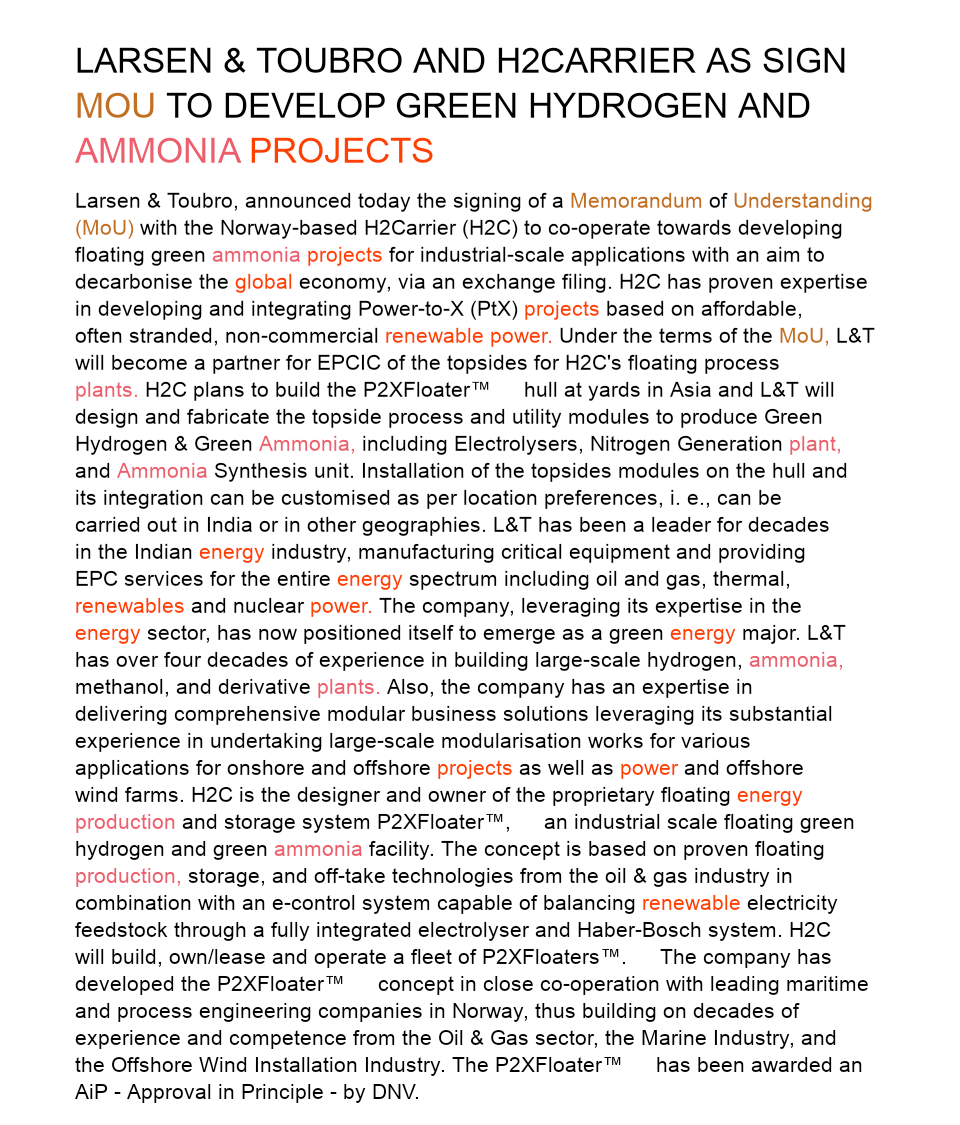 LARSEN & TOUBRO AND H2CARRIER AS SIGN
MOU TO DEVELOP GREEN HYDROGEN AND
AMMONIA PROJECTS
Larsen & Toubro, announced today the signing of a Memorandum of Understanding
(MoU) with the Norway-based H2Carrier (H2C) to co-operate towards developing
floating green ammonia projects for industrial-scale applications with an aim to
decarbonise the global economy, via an exchange filing. H2C has proven expertise
in developing and integrating Power-to-X (PtX) projects based on affordable,
often stranded, non-commercial renewable power. Under the terms of the MoU, L&T
will become a partner for EPCIC of the topsides for H2C's floating process
plants. H2C plans to build the P2XFloater™ hull at yards in Asia and L&T will
design and fabricate the topside process and utility modules to produce Green
Hydrogen & Green Ammonia, including Electrolysers, Nitrogen Generation plant,
and Ammonia Synthesis unit. Installation of the topsides modules on the hull and
its integration can be customised as per location preferences, i. e., can be
carried out in India or in other geographies. L&T has been a leader for decades
in the Indian energy industry, manufacturing critical equipment and providing
EPC services for the entire energy spectrum including oil and gas, thermal,
renewables and nuclear power. The company, leveraging its expertise in the
energy sector, has now positioned itself to emerge as a green energy major. L&T
has over four decades of experience in building large-scale hydrogen, ammonia,
methanol, and derivative plants. Also, the company has an expertise in
delivering comprehensive modular business solutions leveraging its substantial
experience in undertaking large-scale modularisation works for various
applications for onshore and offshore projects as well as power and offshore
wind farms. H2C is the designer and owner of the proprietary floating energy
production and storage system P2XFloater™, an industrial scale floating green
hydrogen and green ammonia facility. The concept is based on proven floating
production, storage, and off-take technologies from the oil & gas industry in
combination with an e-control system capable of balancing renewable electricity
feedstock through a fully integrated electrolyser and Haber-Bosch system. H2C
will build, own/lease and operate a fleet of P2XFloaters™. The company has
developed the P2XFloater™ concept in close co-operation with leading maritime
and process engineering companies in Norway, thus building on decades of
experience and competence from the Oil & Gas sector, the Marine Industry, and
the Offshore Wind Installation Industry. The P2XFloater™ has been awarded an
AiP - Approval in Principle - by DNV.